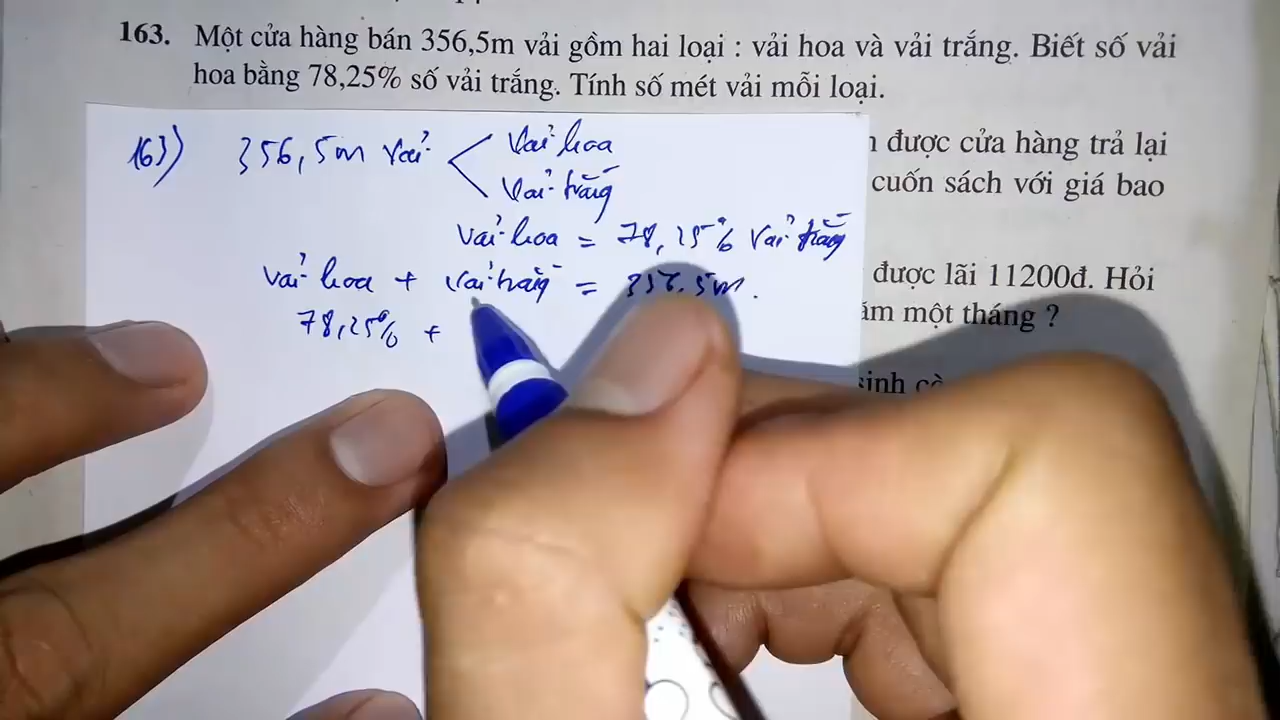 163. Một cửa hàng bán 356,5m vải gồm hai loại : vải hoa và vải trắng. Biết số vải
hoa bằng 78,25% số vải trắng. Tính số mét vải mỗi loại.
163) 356,5m vải < vải hoa
vải trắng
vải hoa = 78,25% vải trắng
vải hoa + vải trắng = 356,5m.
78,25% +
được cửa hàng trả lại
cuốn sách với giá bao
được lãi 11200đ. Hỏi
một tháng ?